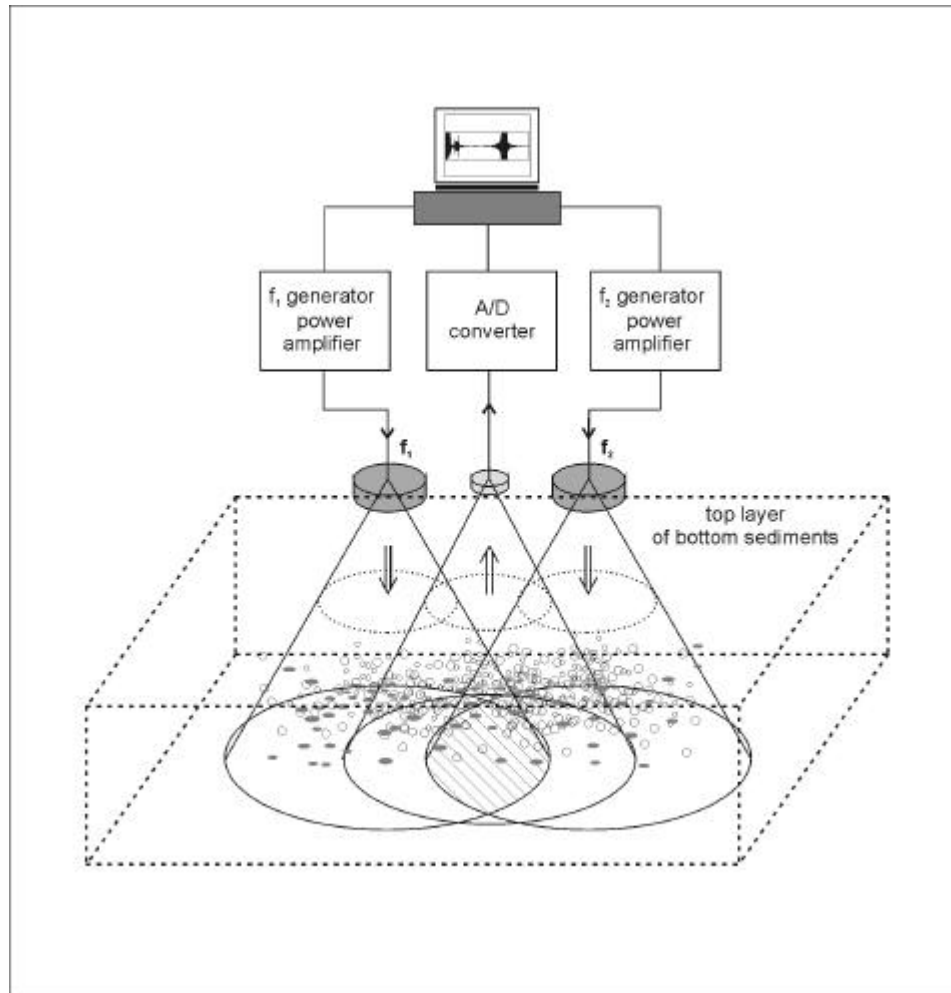 f₁ generator
power
amplifier
A/D
converter
f₂ generator
power
amplifier
f₁
f₂
top layer
of bottom sediments